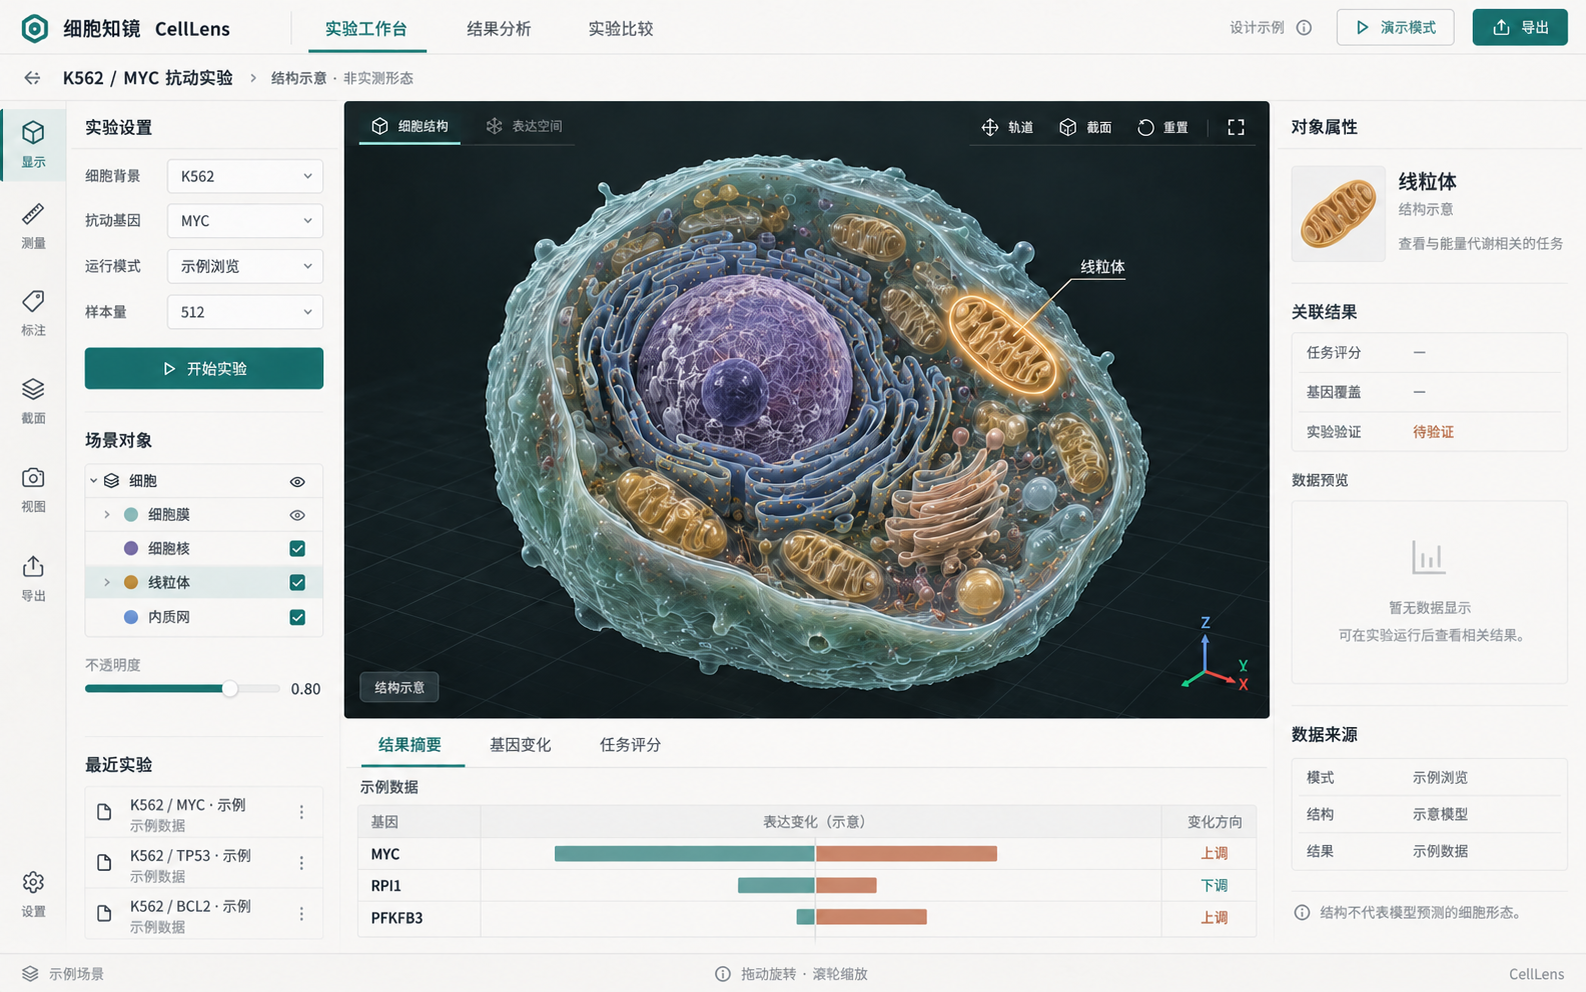 细胞知镜 CellLens
实验工作台
结果分析
实验比较
设计示例
演示模式
导出
K562 / MYC 抗动实验
结构示意 · 非实测形态
显示
测量
标注
截面
视图
导出
设置
实验设置
细胞背景 K562
抗动基因 MYC
运行模式 示例浏览
样本量 512
开始实验
场景对象
细胞
细胞膜
细胞核
线粒体
内质网
不透明度
0.80
最近实验
K562 / MYC · 示例
示例数据
K562 / TP53 · 示例
示例数据
K562 / BCL2 · 示例
示例数据
细胞结构
表达空间
轨道
截面
重置
线粒体
结构示意
Z
Y
X
结果摘要
基因变化
任务评分
示例数据
基因 表达变化（示意） 变化方向
MYC 上调
RPI1 下调
PFKFB3 上调
对象属性
线粒体
结构示意
查看与能量代谢相关的任务
关联结果
任务评分 —
基因覆盖 —
实验验证 待验证
数据预览
暂无数据显示
可在实验运行后查看相关结果。
数据来源
模式 示例浏览
结构 示意模型
结果 示例数据
结构不代表模型预测的细胞形态。
示例场景
拖动旋转 · 滚轮缩放
CellLens